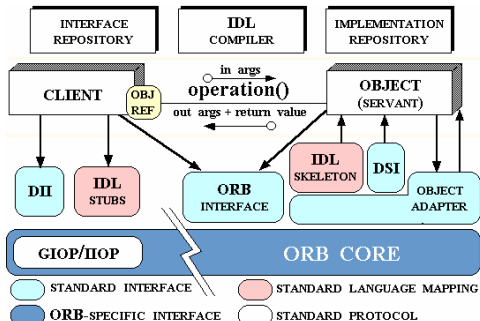 INTERFACE
REPOSITORY
IDL
COMPILER
IMPLEMENTATION
REPOSITORY
in args
operation()
out args + return value
CLIENT
OBJ
REF
OBJECT
(SERVANT)
DII
IDL
STUBS
ORB
INTERFACE
IDL
SKELETON
DSI
OBJECT
ADAPTER
GIOP/IIOP
ORB CORE
STANDARD INTERFACE
STANDARD LANGUAGE MAPPING
ORB-SPECIFIC INTERFACE
STANDARD PROTOCOL